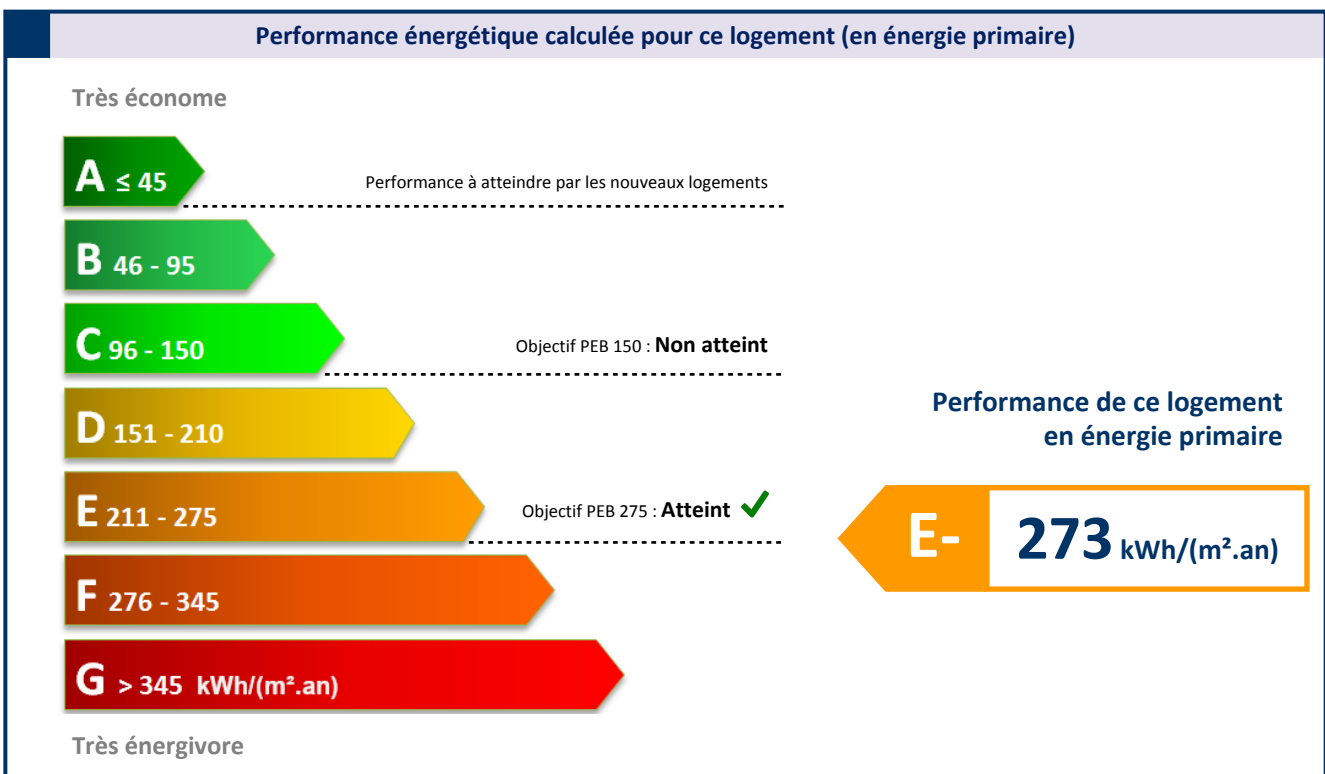 Performance énergétique calculée pour ce logement (en énergie primaire)
Très économe
A ≤ 45
Performance à atteindre par les nouveaux logements
B 46 - 95
C 96 - 150
Objectif PEB 150 : Non atteint
D 151 - 210
Performance de ce logement
en énergie primaire
E 211 - 275
Objectif PEB 275 : Atteint ✓
E- 273 kWh/(m².an)
F 276 - 345
G > 345 kWh/(m².an)
Très énergivore